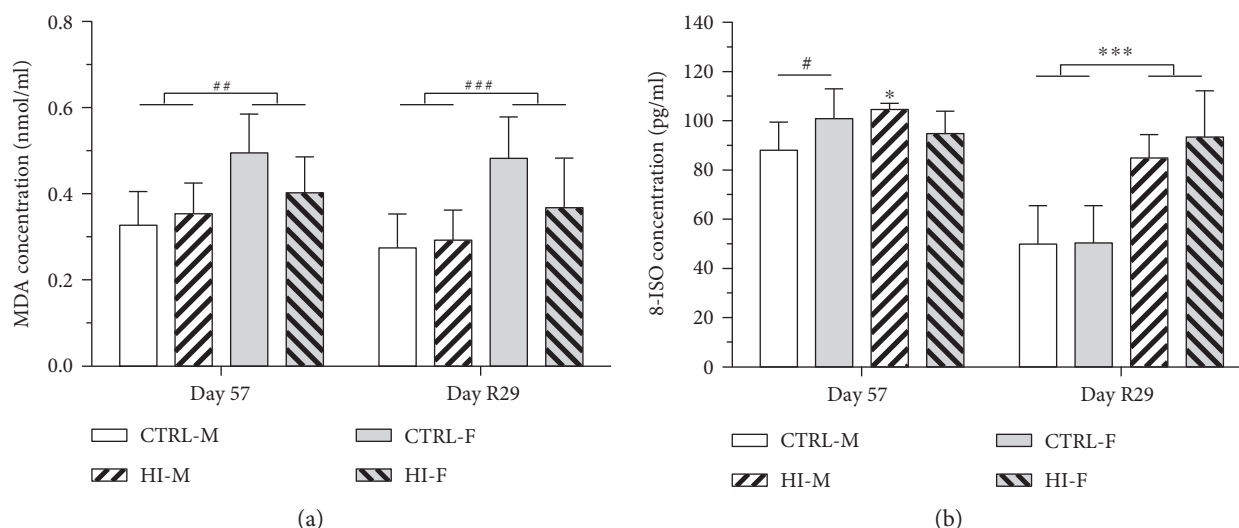 MDA concentration (nmol/ml)
0.8
0.6
0.4
0.2
0.0
##
###
Day 57
Day R29
CTRL-M
CTRL-F
HI-M
HI-F
(a)
8-ISO concentration (pg/ml)
140
120
100
80
60
40
20
0
#
*
***
Day 57
Day R29
CTRL-M
CTRL-F
HI-M
HI-F
(b)